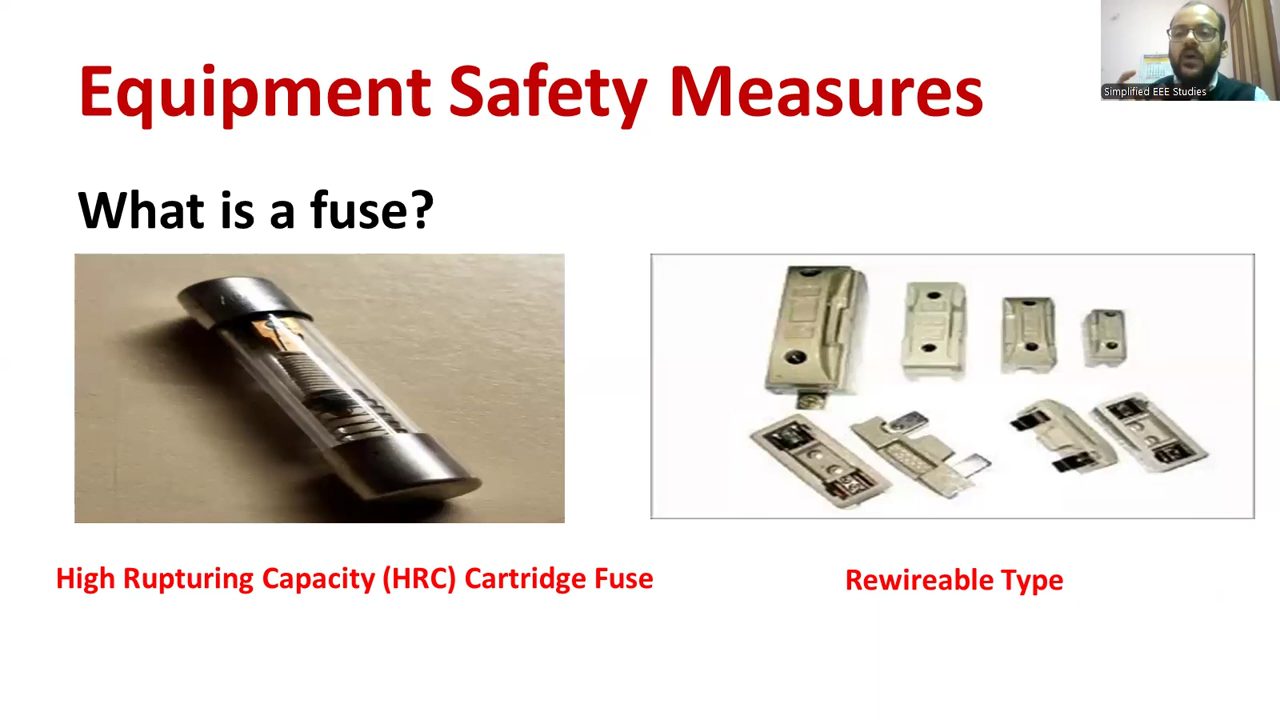 Equipment Safety Measures
Simplified EEE Studies
What is a fuse?
High Rupturing Capacity (HRC) Cartridge Fuse
Rewireable Type